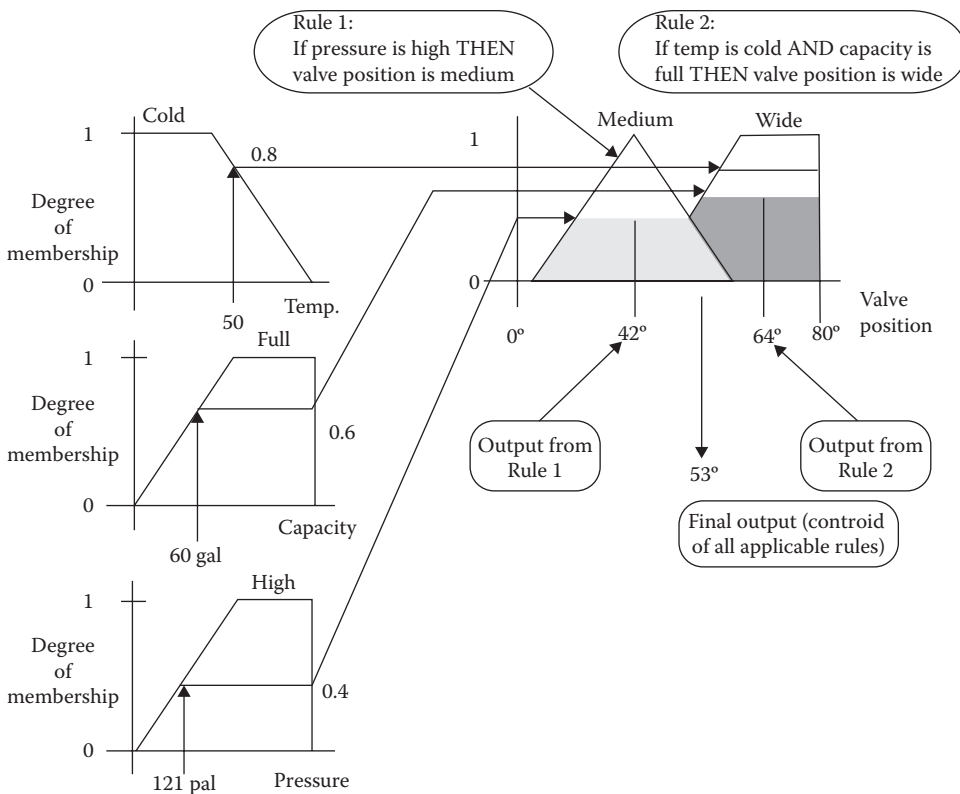 Rule 1:
If pressure is high THEN
valve position is medium
Rule 2:
If temp is cold AND capacity is
full THEN valve position is wide
Cold
1
0.8
Degree
of
membership
0
Temp.
50
1
Medium
Wide
0
0º
42º
64º
80º
Valve
position
Full
1
Degree
of
membership
0.6
0
Capacity
60 gal
Output from
Rule 1
53º
Output from
Rule 2
Final output (centroid
of all applicable rules)
High
1
Degree
of
membership
0.4
0
121 pal
Pressure